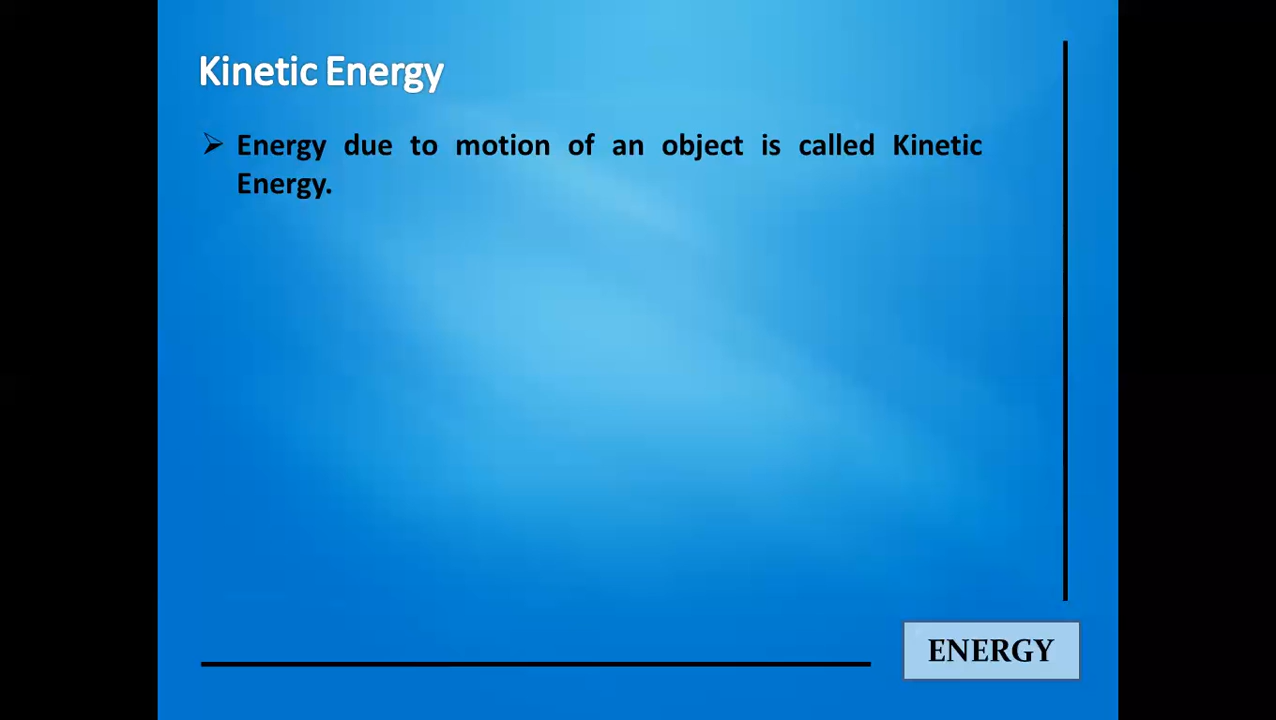 Kinetic Energy
➢ Energy due to motion of an object is called Kinetic
Energy.
ENERGY